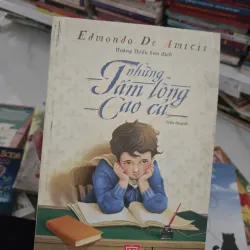 Edmondo De Amicis
Hoàng Thiếu Sơn dịch
Những
Tấm lòng
Cao cả